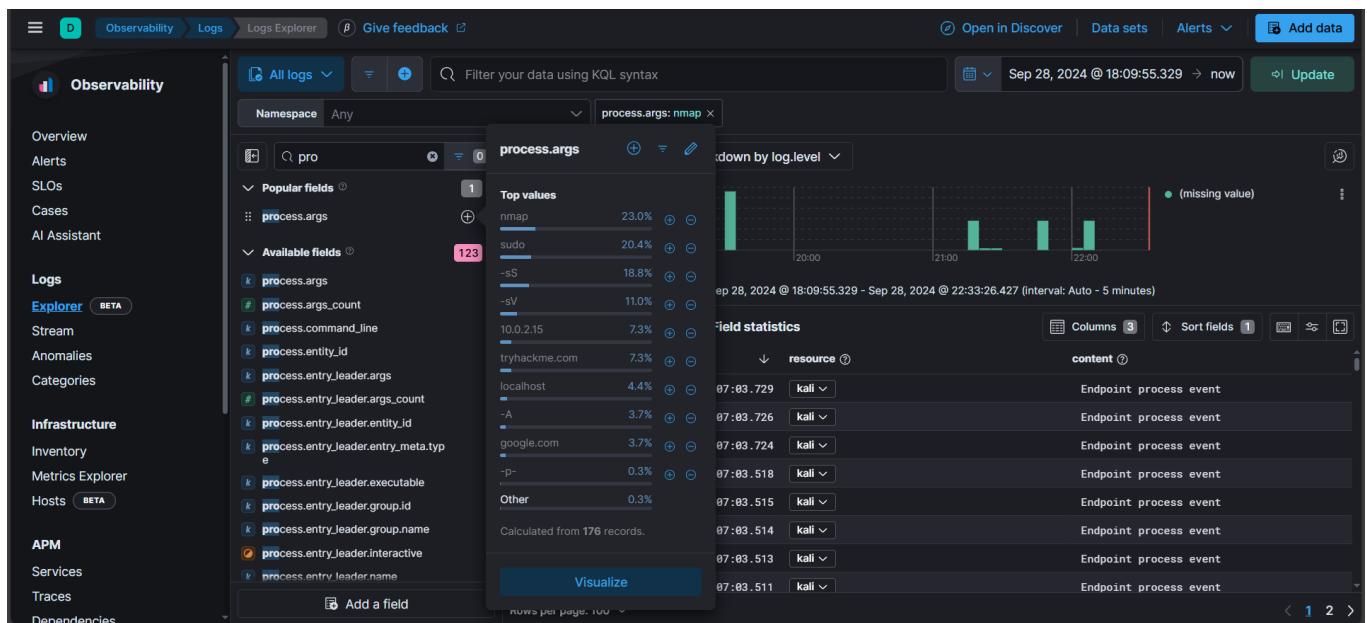 D Observability Logs Logs Explorer β Give feedback Open in Discover Data sets Alerts Add data
Observability
All logs Filter your data using KQL syntax Sep 28, 2024 @ 18:09:55.329 → now Update
Namespace Any process.args: nmap ×
Overview
Alerts
SLOs
Cases
AI Assistant
Logs
Explorer BETA
Stream
Anomalies
Categories
Infrastructure
Inventory
Metrics Explorer
Hosts BETA
APM
Services
Traces
Dependencies
pro 0
Popular fields 1
process.args
Available fields 123
k process.args
# process.args_count
k process.command_line
k process.entity_id
k process.entry_leader.args
# process.entry_leader.args_count
k process.entry_leader.entity_id
k process.entry_leader.entry_meta.typ
e
k process.entry_leader.executable
k process.entry_leader.group.id
k process.entry_leader.group.name
process.entry_leader.interactive
k process.entry_leader.name
Add a field
process.args
Top values
nmap 23.0%
sudo 20.4%
-sS 18.8%
-sV 11.0%
10.0.2.15 7.3%
tryhackme.com 7.3%
localhost 4.4%
-A 3.7%
google.com 3.7%
-p- 0.3%
Other 0.3%
Calculated from 176 records.
Visualize
kdown by log.level
(missing value)
20:00 21:00 22:00
ep 28, 2024 @ 18:09:55.329 - Sep 28, 2024 @ 22:33:26.427 (interval: Auto - 5 minutes)
Field statistics Columns 3 Sort fields 1
resource content
07:03.729 kali Endpoint process event
07:03.726 kali Endpoint process event
07:03.724 kali Endpoint process event
07:03.518 kali Endpoint process event
07:03.515 kali Endpoint process event
07:03.514 kali Endpoint process event
07:03.513 kali Endpoint process event
07:03.511 kali Endpoint process event
Rows per page: 100 1 2